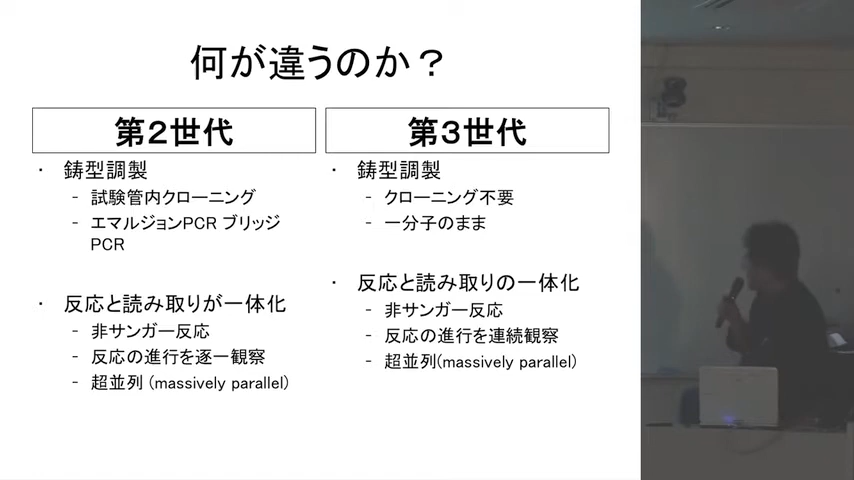 何が違うのか？
第２世代
・ 鋳型調製
- 試験管内クローニング
- エマルジョンPCR ブリッジ
PCR
・ 反応と読み取りが一体化
- 非サンガー反応
- 反応の進行を逐一観察
- 超並列 (massively parallel)
第３世代
・ 鋳型調製
- クローニング不要
- 一分子のまま
・ 反応と読み取りの一体化
- 非サンガー反応
- 反応の進行を連続観察
- 超並列(massively parallel)